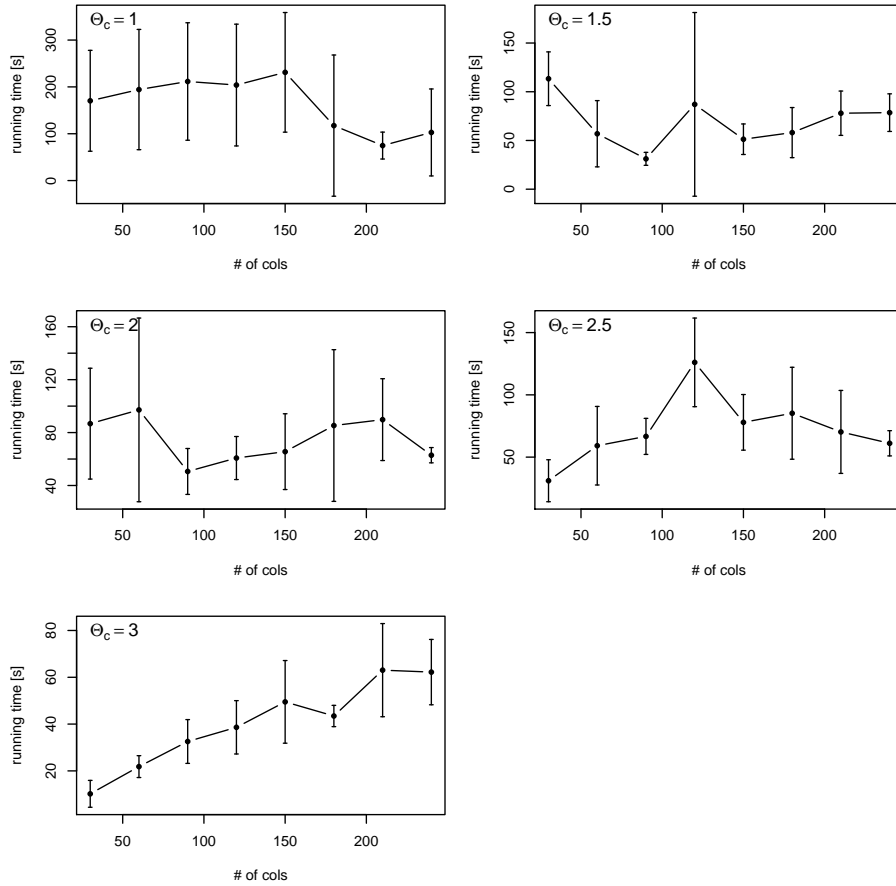 Θc = 1
running time [s]
0 100 200 300
50 100 150 200
# of cols
Θc = 1.5
running time [s]
0 50 100 150
50 100 150 200
# of cols
Θc = 2
running time [s]
40 80 120 160
50 100 150 200
# of cols
Θc = 2.5
running time [s]
50 100 150
50 100 150 200
# of cols
Θc = 3
running time [s]
20 40 60 80
50 100 150 200
# of cols